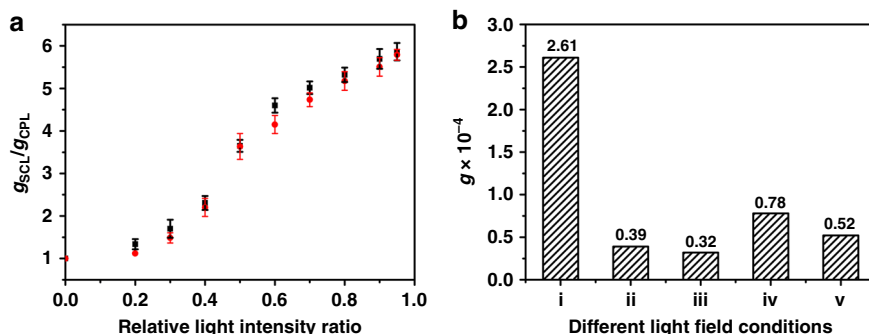 a
6
5
4
3
2
1
0.0 0.2 0.4 0.6 0.8 1.0
gSCL/gCPL
Relative light intensity ratio
b
3.0
2.5
2.0
1.5
1.0
0.5
0.0
2.61
0.39
0.32
0.78
0.52
i ii iii iv v
g × 10⁻⁴
Different light field conditions